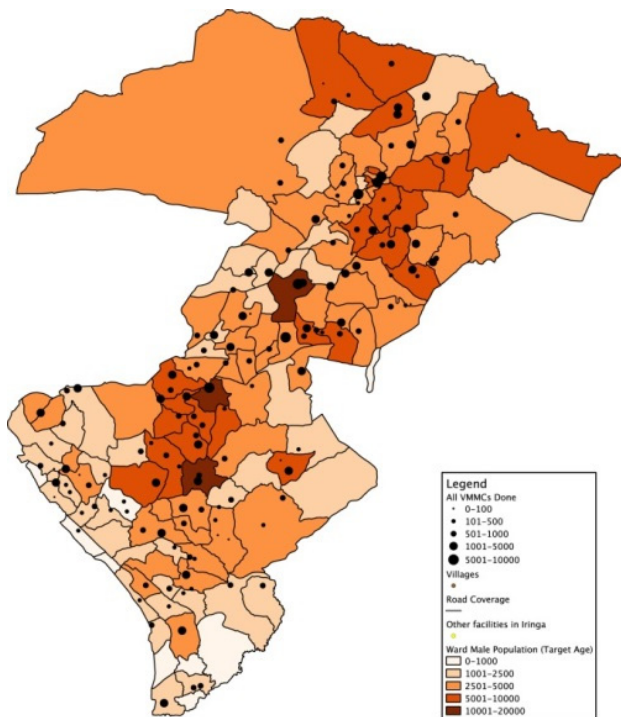 Legend
All VMMCs Done
0-100
101-500
501-1000
1001-5000
5001-10000
Villages
Road Coverage
Other facilities in Iringa
Ward Male Population (Target Age)
0-1000
1001-2500
2501-5000
5001-10000
10001-20000